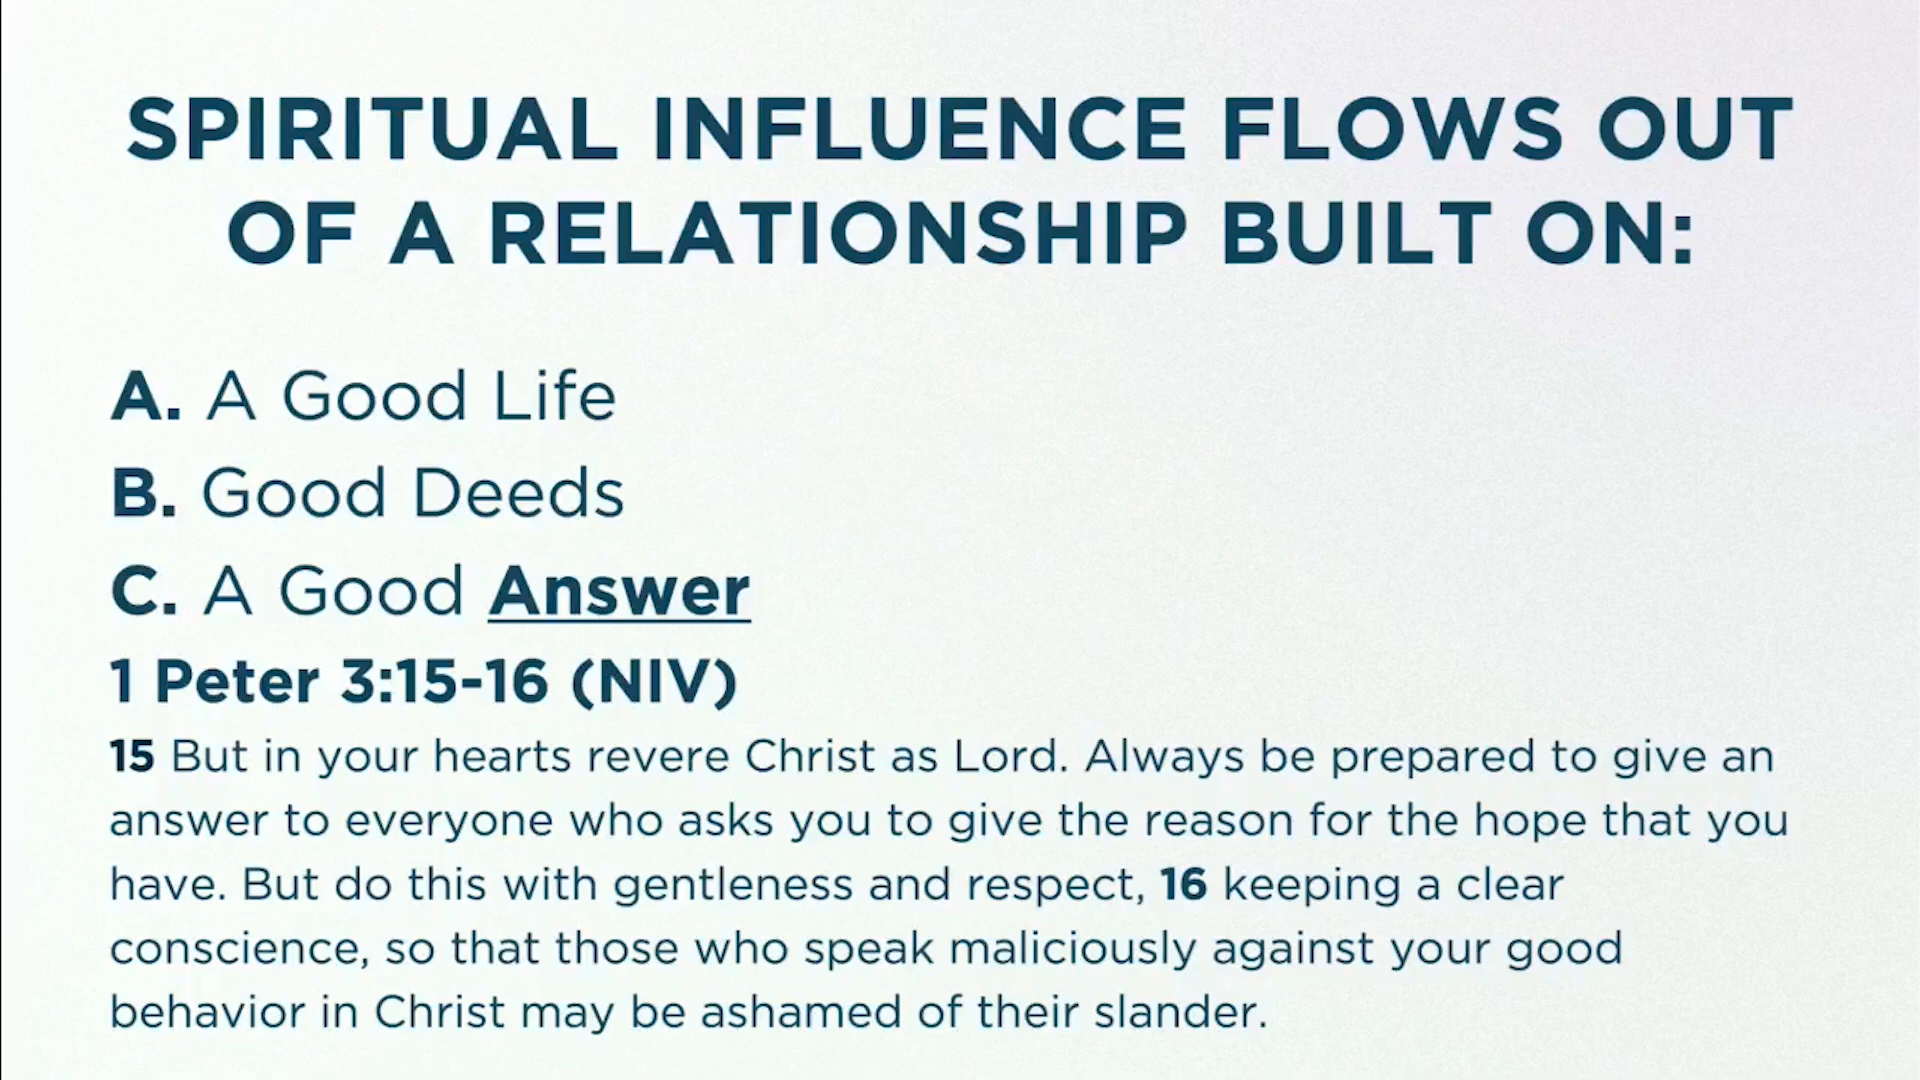 SPIRITUAL INFLUENCE FLOWS OUT
OF A RELATIONSHIP BUILT ON:
A. A Good Life
B. Good Deeds
C. A Good Answer
1 Peter 3:15-16 (NIV)
15 But in your hearts revere Christ as Lord. Always be prepared to give an
answer to everyone who asks you to give the reason for the hope that you
have. But do this with gentleness and respect, 16 keeping a clear
conscience, so that those who speak maliciously against your good
behavior in Christ may be ashamed of their slander.